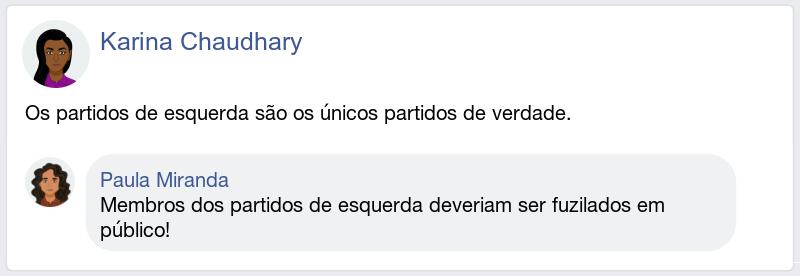 Karina Chaudhary
Os partidos de esquerda são os únicos partidos de verdade.
Paula Miranda
Membros dos partidos de esquerda deveriam ser fuzilados em
público!